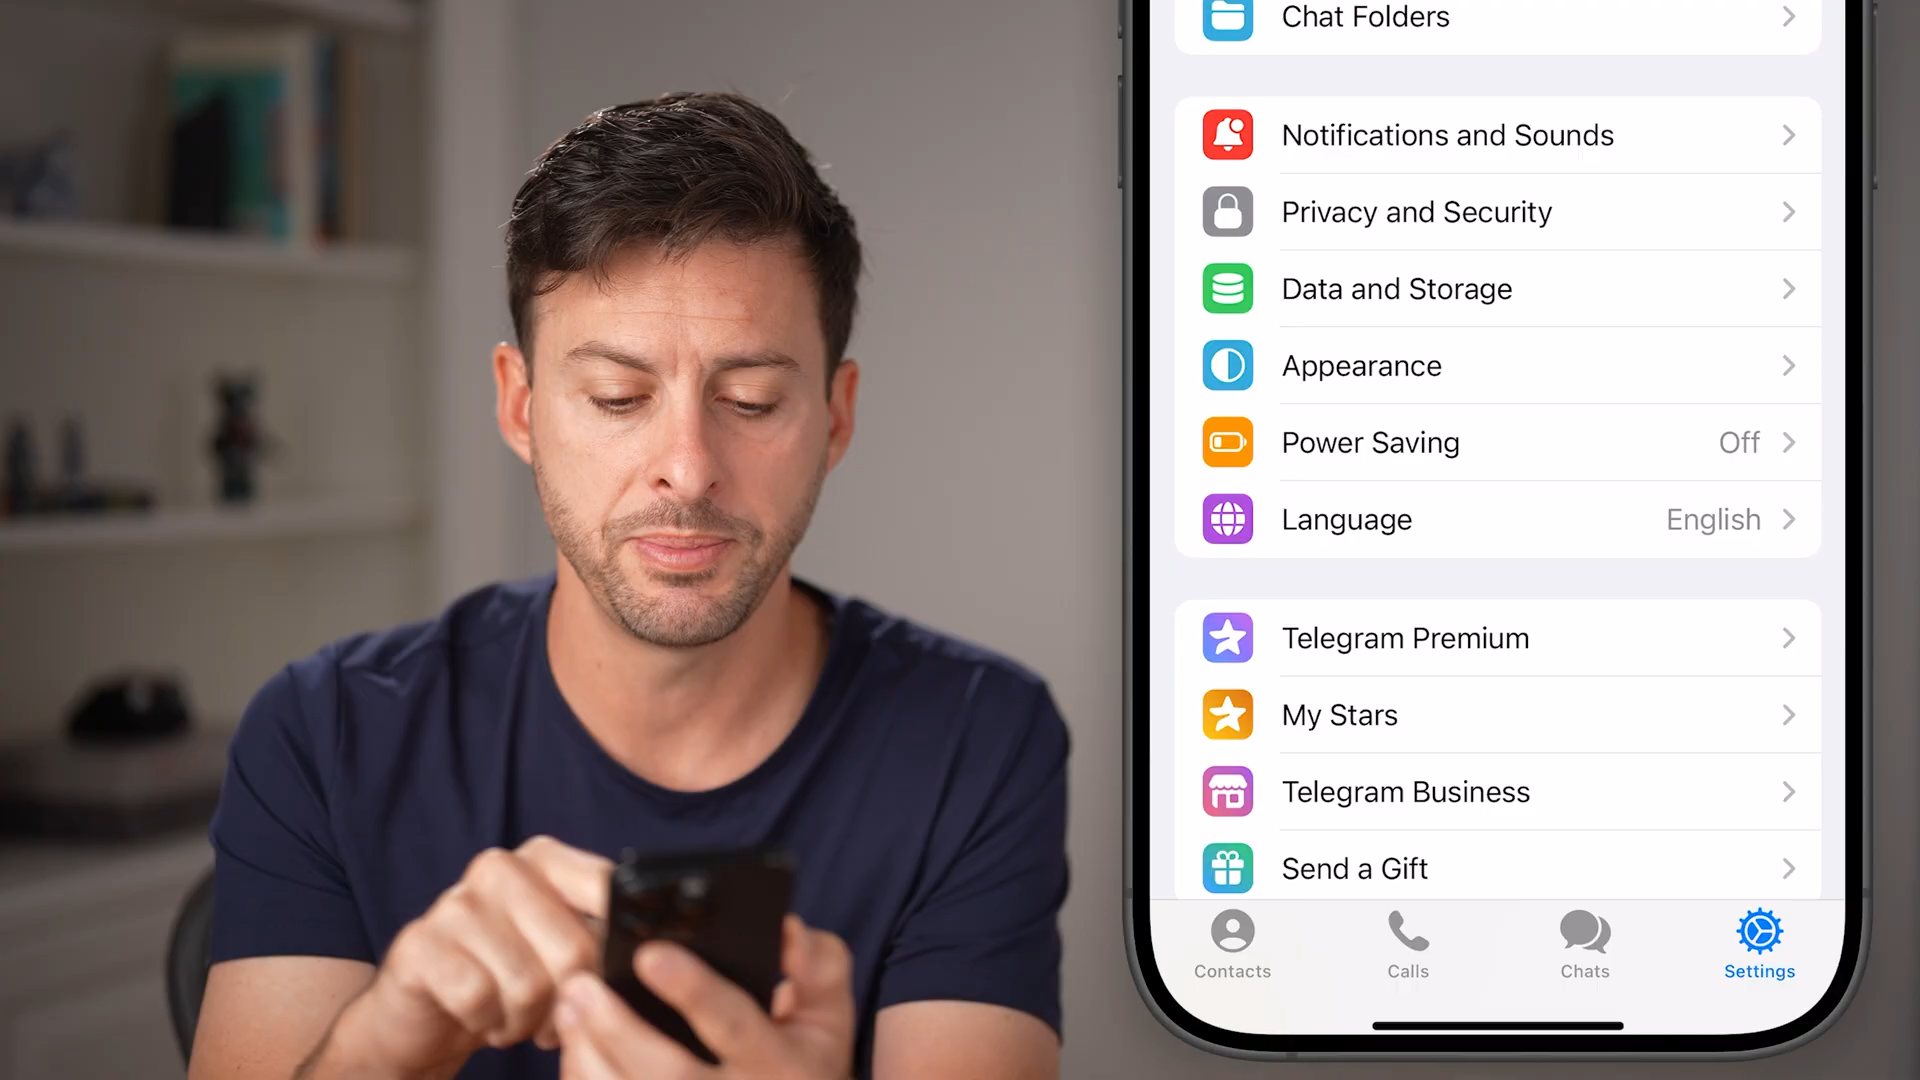 Chat Folders
Notifications and Sounds
Privacy and Security
Data and Storage
Appearance
Power Saving Off
Language English
Telegram Premium
My Stars
Telegram Business
Send a Gift
Contacts Calls Chats Settings